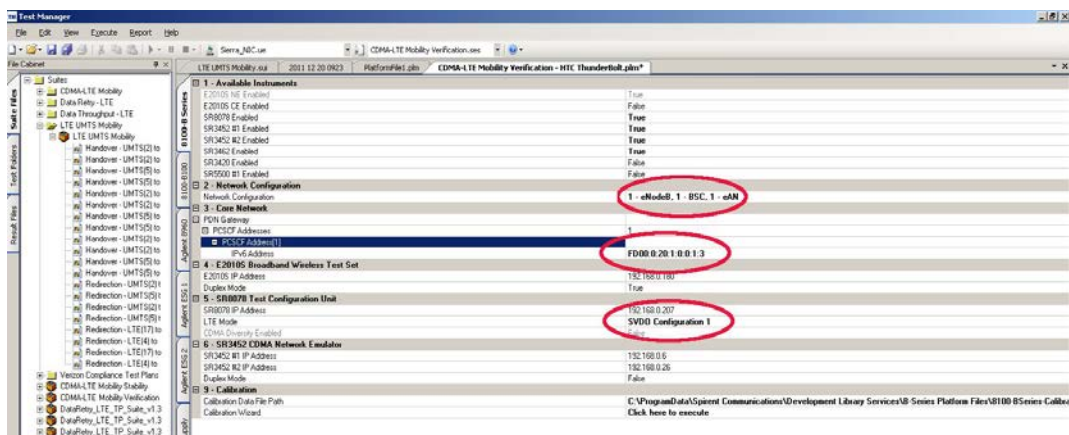 Test Manager
File Edit View Execute Report Help
Sierra_NIC.ue
CDMA-LTE Mobility Verification.ses
File Cabinet
LTE UMTS Mobility.sui
2011 12 20 0923
PlatformFile1.plm
CDMA-LTE Mobility Verification - HTC ThunderBolt.plm*
Suite Files
Test Folders
Result Files
Suites
CDMA-LTE Mobility
Data Retry - LTE
Data Throughput - LTE
LTE UMTS Mobility
LTE UMTS Mobility
Handover - UMTS(2) to
Handover - UMTS(2) to
Handover - UMTS(5) to
Handover - UMTS(5) to
Handover - UMTS(2) to
Handover - UMTS(2) to
Handover - UMTS(5) to
Handover - UMTS(5) to
Handover - UMTS(2) to
Handover - UMTS(2) to
Handover - UMTS(5) to
Handover - UMTS(5) to
Redirection - UMTS(2) t
Redirection - UMTS(5) t
Redirection - UMTS(2) t
Redirection - UMTS(5) t
Redirection - LTE(17) to
Redirection - LTE(4) to
Redirection - LTE(17) to
Redirection - LTE(4) to
Verizon Compliance Test Plans
CDMA-LTE Mobility Stability
CDMA-LTE Mobility Verification
DataRetry_LTE_TP_Suite_v1.3
DataRetry_LTE_TP_Suite_v1.3
DataRetry_LTE_TP_Suite_v1.3
8100-B Series
8100-B100
Agilent 8960
Agilent ESG 1
Agilent ESG 2
1 - Available Instruments
E2010S NE Enabled True
E2010S CE Enabled False
SR8078 Enabled True
SR3452 #1 Enabled True
SR3452 #2 Enabled True
SR3462 Enabled True
SR3420 Enabled False
SR5500 #1 Enabled False
2 - Network Configuration
Network Configuration 1 - eNodeB, 1 - BSC, 1 - eAN
3 - Core Network
PDN Gateway
PCSCF Addresses 1
PCSCF Address[1]
IPv6 Address FD00:0:20:1:0:0:1:3
4 - E2010S Broadband Wireless Test Set
E2010S IP Address 192.168.0.180
Duplex Mode True
5 - SR8078 Test Configuration Unit
SR8078 IP Address 192.168.0.207
LTE Mode SVDO Configuration 1
CDMA Diversity Enabled False
6 - SR3452 CDMA Network Emulator
SR3452 #1 IP Address 192.168.0.6
SR3452 #2 IP Address 192.168.0.26
Duplex Mode False
9 - Calibration
Calibration Data File Path C:\ProgramData\Spirent Communications\Development Library Services\8-Series Platform Files\8100-BSeries-Calibra
Calibration Wizard Click here to execute